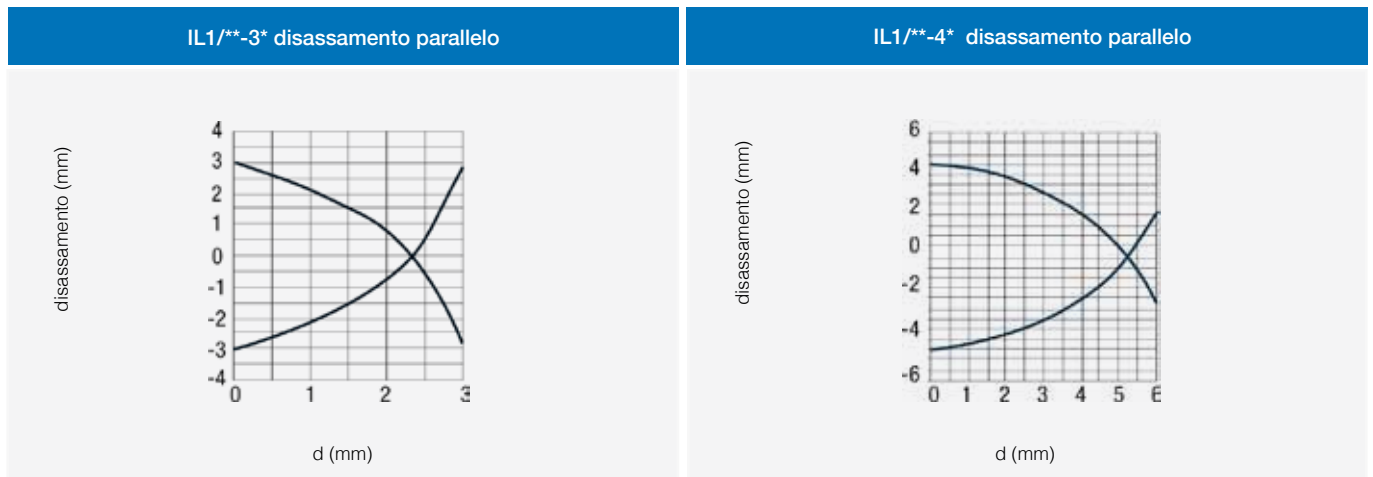 IL1/**-3* disassamento parallelo
disassamento (mm)
4
3
2
1
0
-1
-2
-3
-4
0 1 2 3
d (mm)
IL1/**-4* disassamento parallelo
disassamento (mm)
6
4
2
0
-2
-4
-6
0 1 2 3 4 5 6
d (mm)